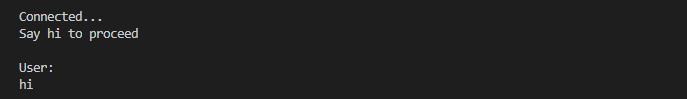 Connected...
Say hi to proceed
User:
hi